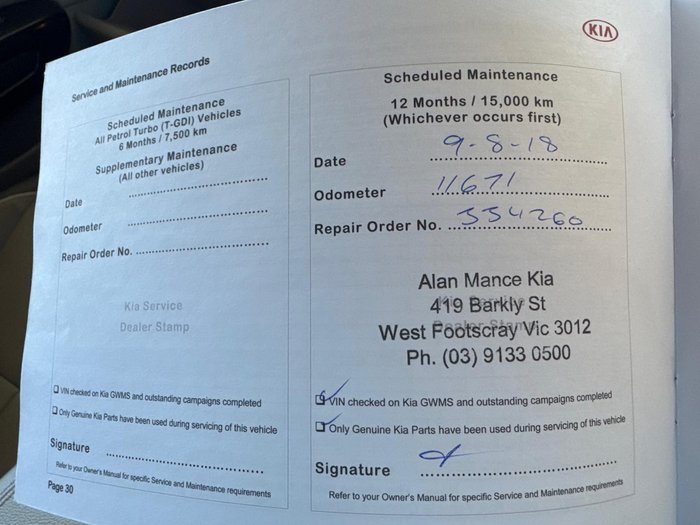 KIA
Service and Maintenance Records
Scheduled Maintenance
All Petrol Turbo (T-GDI) Vehicles
6 Months / 7,500 km
Supplementary Maintenance
(All other vehicles)
Date
Odometer
Repair Order No.
Kia Service
Dealer Stamp
VIN checked on Kia GWMS and outstanding campaigns completed
Only Genuine Kia Parts have been used during servicing of this vehicle
Signature
Refer to your Owner's Manual for specific Service and Maintenance requirements
Page 30
Scheduled Maintenance
12 Months / 15,000 km
(Whichever occurs first)
Date 9-8-18
Odometer 11671
Repair Order No. 334260
Alan Mance Kia
419 Barkly St
West Footscray Vic 3012
Ph. (03) 9133 0500
VIN checked on Kia GWMS and outstanding campaigns completed
Only Genuine Kia Parts have been used during servicing of this vehicle
Signature
Refer to your Owner's Manual for specific Service and Maintenance requirements